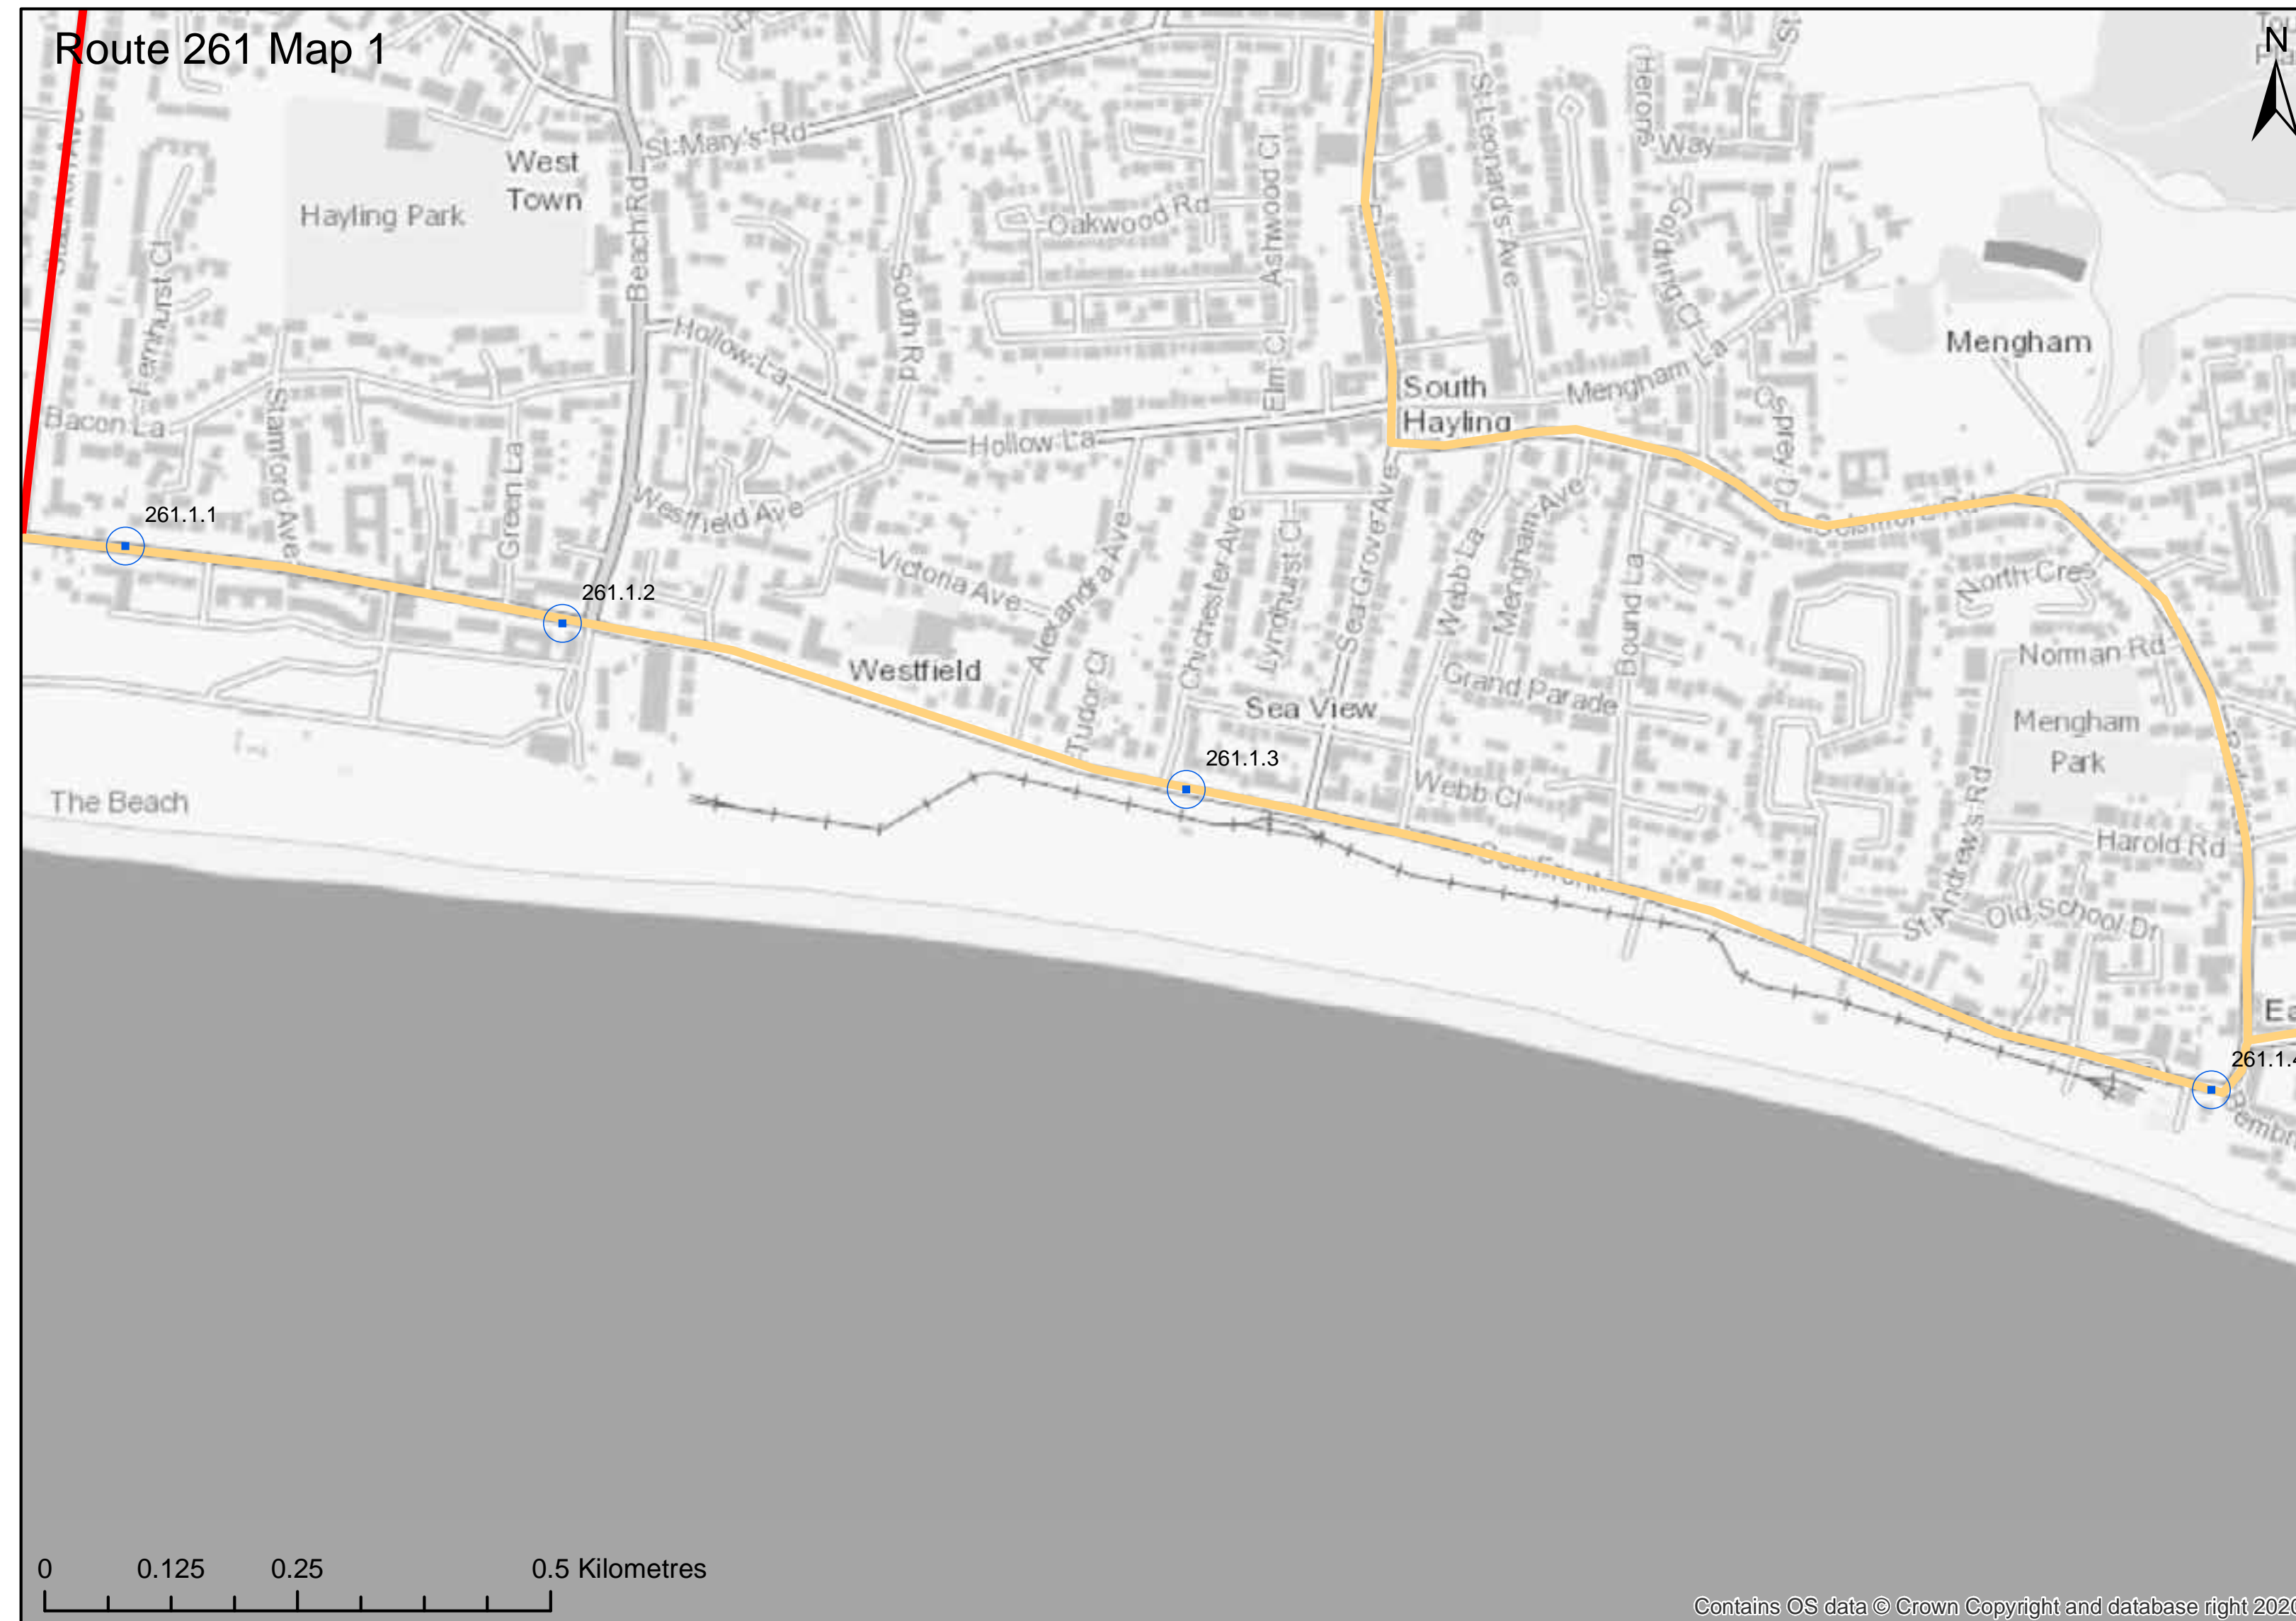 Route 261 Map 1
N
St Mary's Rd
West
Town
Hayling Park
Beach Rd
Fernhurst Cl
South Rd
Oakwood Rd
Ashwood Cl
Elm Cl
St Leonard's Ave
Herons
Way
Goldring Cl
Mengham
Hollow La
Hollow La
South
Hayling
Mengham La
Osprey Dr
Bacon La
Stamford Ave
Green La
Westfield Ave
Victoria Ave
Alexandra Ave
Chichester Ave
Lyndhurst Cl
Sea Grove Ave
Webb La
Mengham Ave
Bound La
North Cres
Norman Rd
Mengham
Park
261.1.1
261.1.2
Westfield
Tudor Cl
Sea View
Grand Parade
261.1.3
Webb Cl
The Beach
Harold Rd
St Andrew's Rd
Old School Dr
261.1.4
0 0.125 0.25 0.5 Kilometres
Contains OS data © Crown Copyright and database right 2020